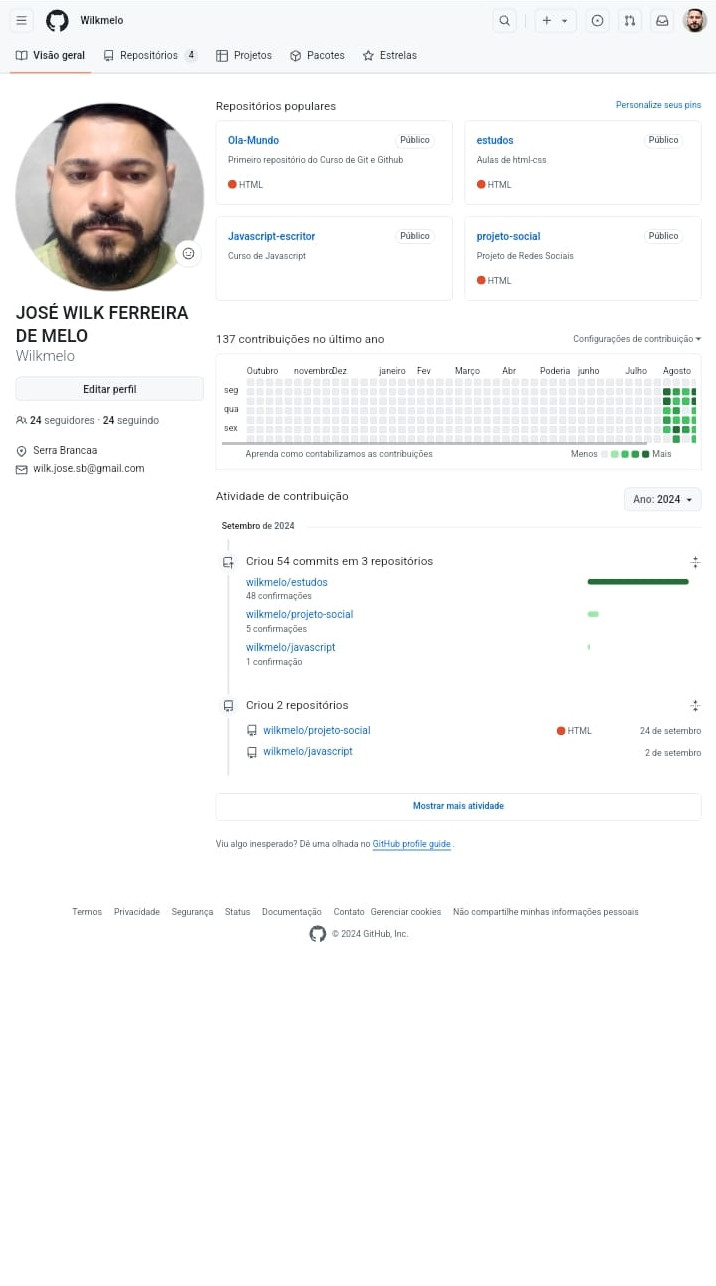 Wilkmelo
Visão geral
Repositórios 4
Projetos
Pacotes
Estrelas
JOSÉ WILK FERREIRA
DE MELO
Wilkmelo
Editar perfil
24 seguidores · 24 seguindo
Serra Brancaa
wilk.jose.sb@gmail.com
Repositórios populares
Personalize seus pins
Ola-Mundo
Público
Primeiro repositório do Curso de Git e Github
HTML
estudos
Público
Aulas de html-css
HTML
Javascript-escritor
Público
Curso de Javascript
projeto-social
Público
Projeto de Redes Sociais
HTML
137 contribuições no último ano
Configurações de contribuição
Outubro novembroDez janeiro Fev Março Abr Poderia junho Julho Agosto
seg
qua
sex
Aprenda como contabilizamos as contribuições
Menos Mais
Atividade de contribuição
Ano: 2024
Setembro de 2024
Criou 54 commits em 3 repositórios
wilkmelo/estudos
48 confirmações
wilkmelo/projeto-social
5 confirmações
wilkmelo/javascript
1 confirmação
Criou 2 repositórios
wilkmelo/projeto-social HTML 24 de setembro
wilkmelo/javascript 2 de setembro
Mostrar mais atividade
Viu algo inesperado? Dê uma olhada no GitHub profile guide .
Termos Privacidade Segurança Status Documentação Contato Gerenciar cookies Não compartilhe minhas informações pessoais
© 2024 GitHub, Inc.